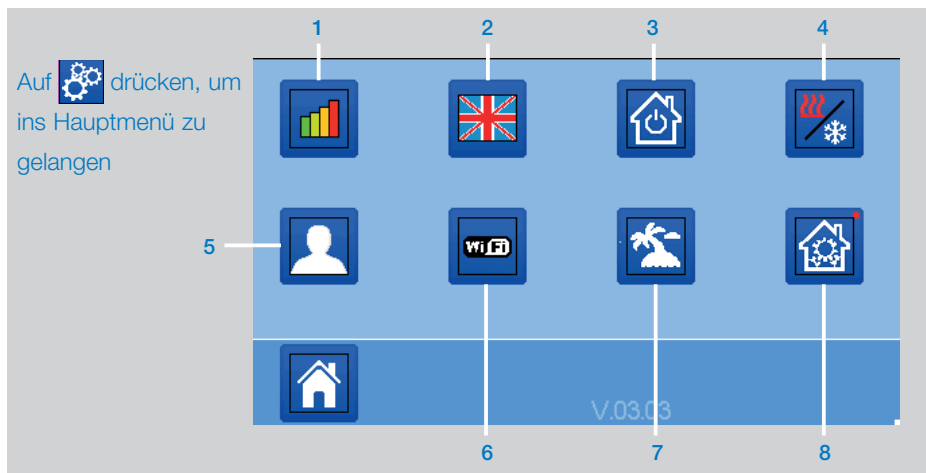 1 2 3 4
Auf drücken, um
ins Hauptmenü zu
gelangen
5
WiFi
V.03.03
6 7 8